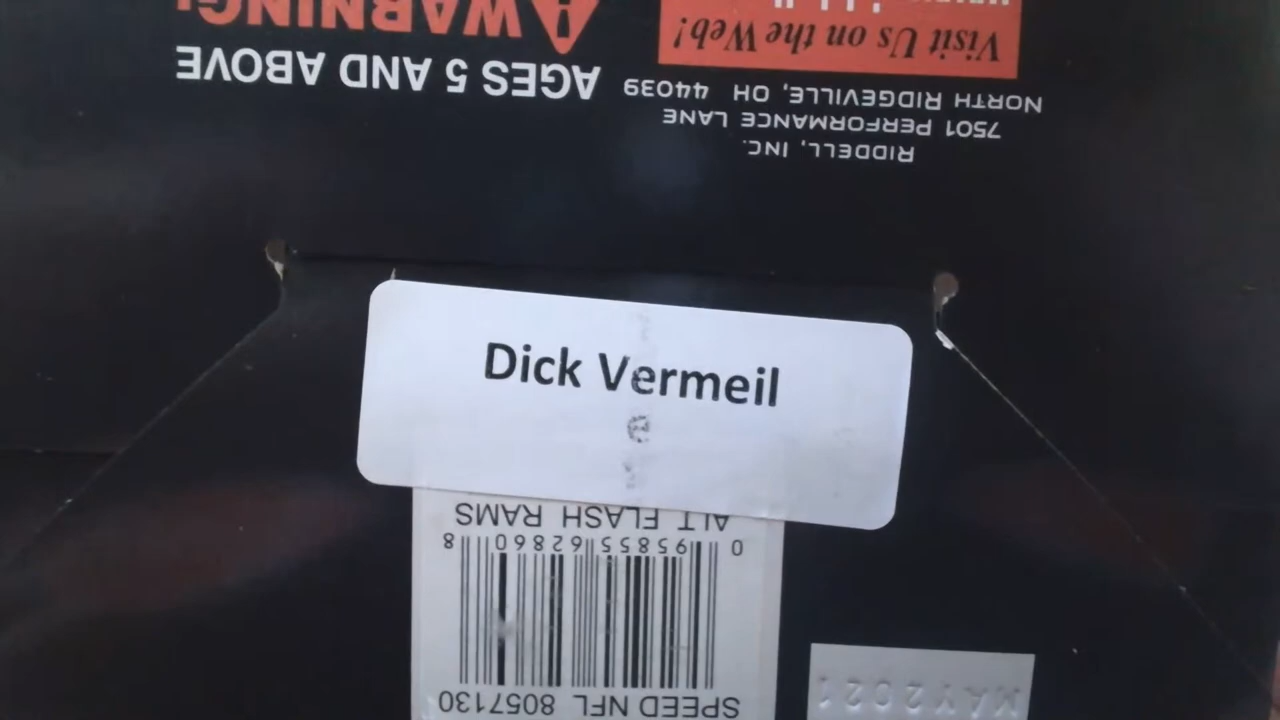 Dick Vermeil
SPEED NFL 8057130
0 95855 62860 8
ALT FLASH RAMS
MAY2021
RIDDELL, INC.
7501 PERFORMANCE LANE
NORTH RIDGEVILLE, OH 44039
Visit Us on the Web!
AGES 5 AND ABOVE
WARNING!